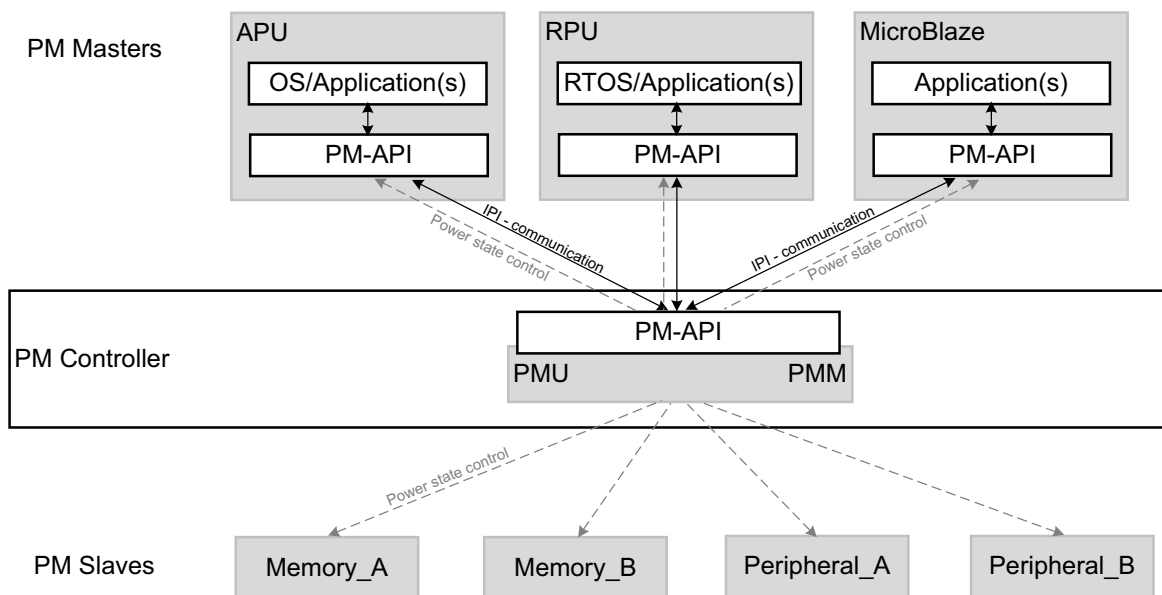 PM Masters
APU
RPU
MicroBlaze
OS/Application(s)
RTOS/Application(s)
Application(s)
PM-API
PM-API
PM-API
IPI - communication
Power state control
IPI - communication
Power state control
PM Controller
PM-API
PMU
PMM
Power state control
PM Slaves
Memory_A
Memory_B
Peripheral_A
Peripheral_B